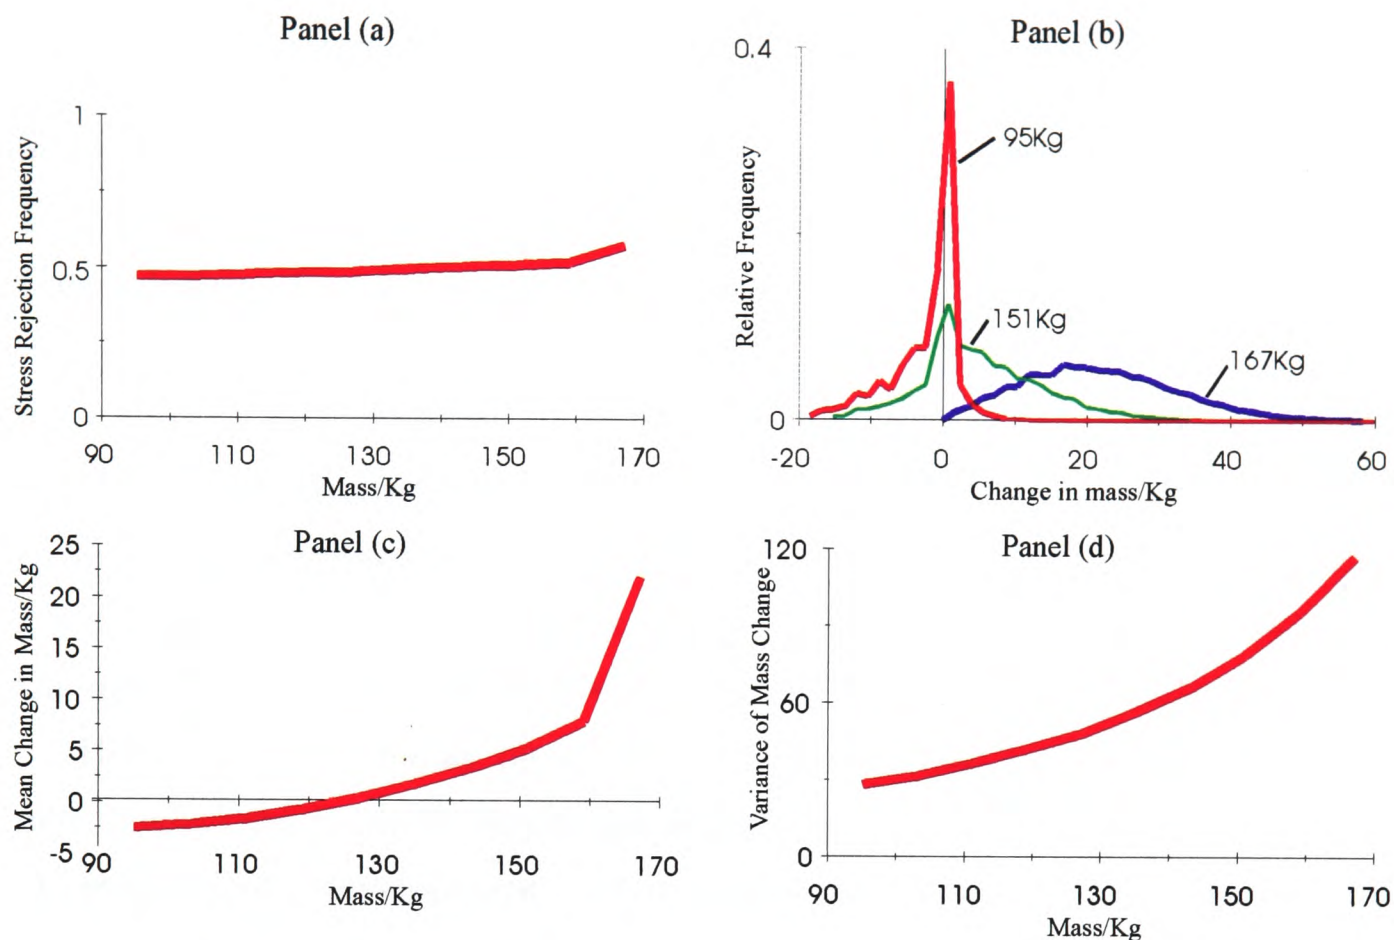 Panel (a)
Stress Rejection Frequency
1
0.5
0
90 110 130 150 170
Mass/Kg
Panel (b)
Relative Frequency
0.4
0
95Kg
151Kg
167Kg
-20 0 20 40 60
Change in mass/Kg
Panel (c)
Mean Change in Mass/Kg
25
20
15
10
5
0
-5
90 110 130 150 170
Mass/Kg
Panel (d)
Variance of Mass Change
120
60
0
90 110 130 150 170
Mass/Kg